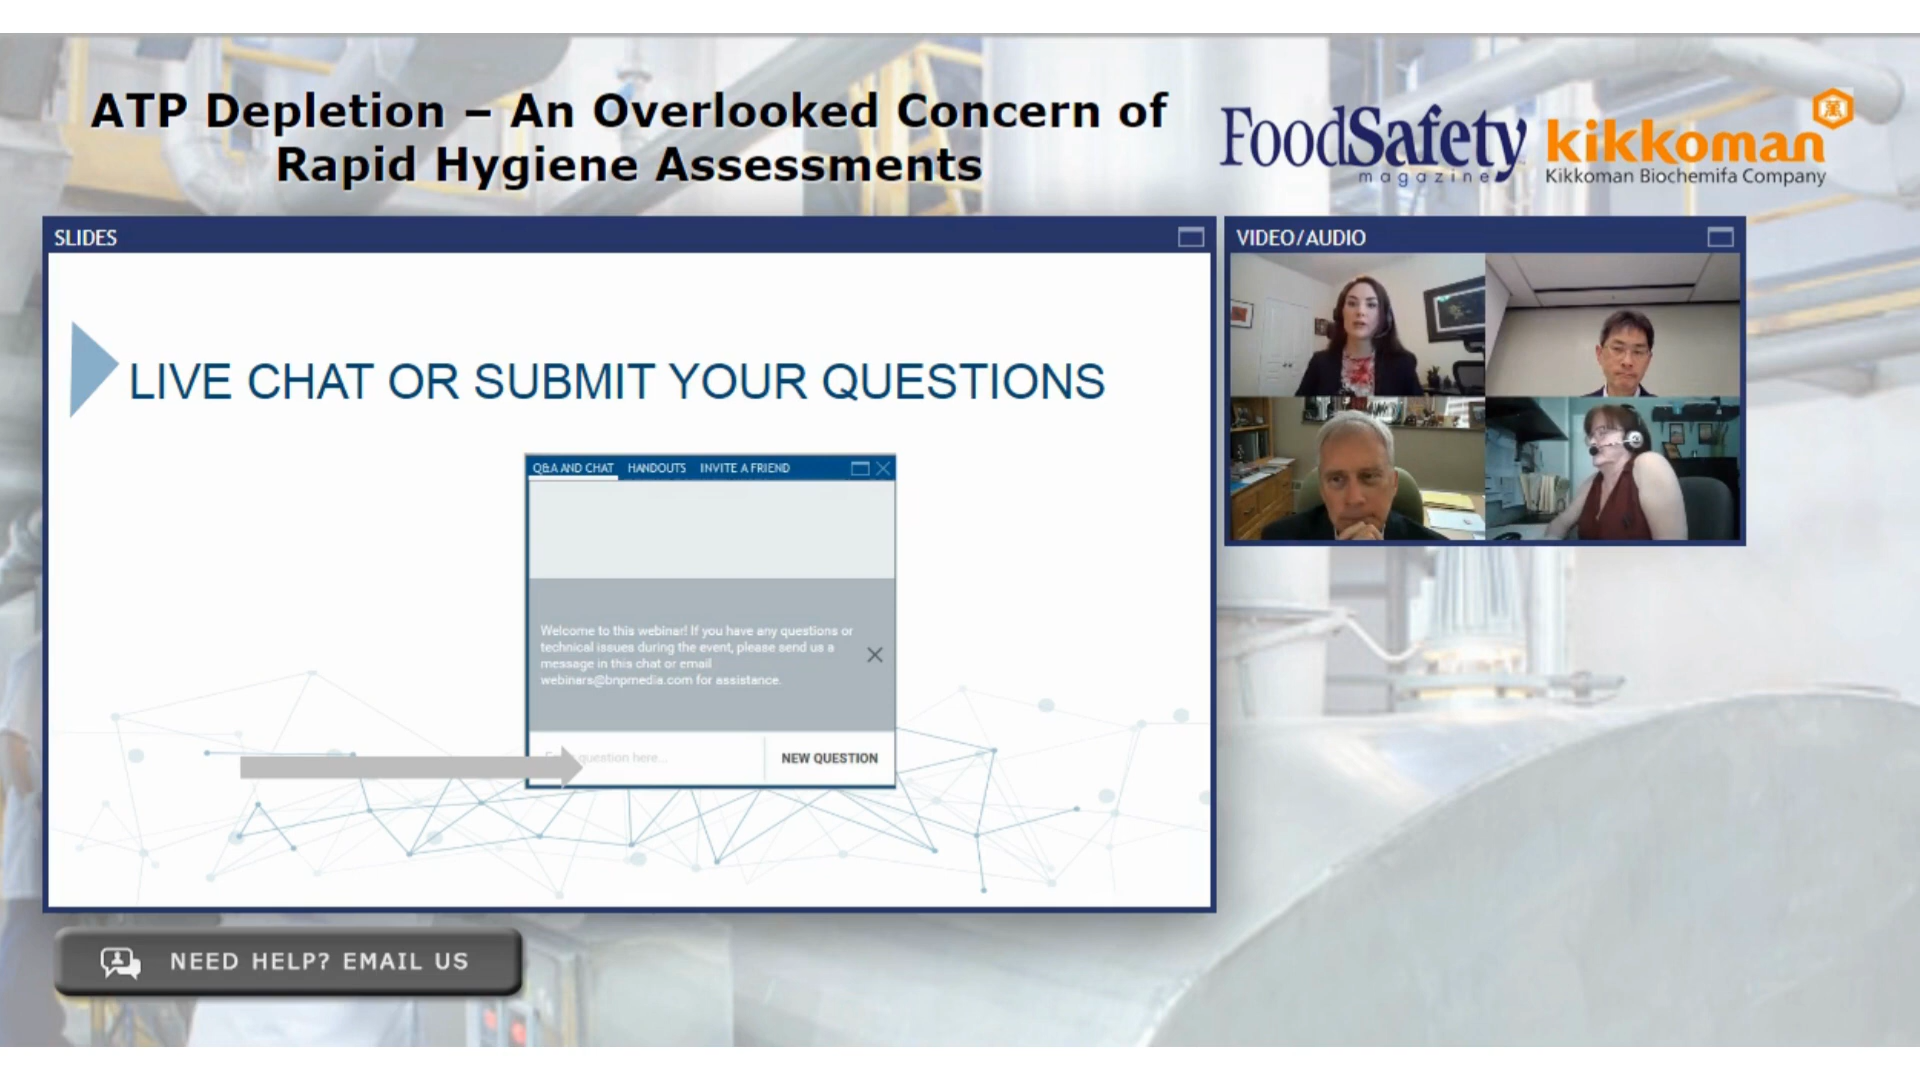 ATP Depletion – An Overlooked Concern of
Rapid Hygiene Assessments
FoodSafety
magazine
kikkoman
Kikkoman Biochemifa Company
SLIDES
VIDEO/AUDIO
LIVE CHAT OR SUBMIT YOUR QUESTIONS
Q&A AND CHAT HANDOUTS INVITE A FRIEND
Welcome to this webinar! If you have any questions or
technical issues during the event, please send us a
message in this chat or email
webinars@bnpmedia.com for assistance.
question here...
NEW QUESTION
NEED HELP? EMAIL US